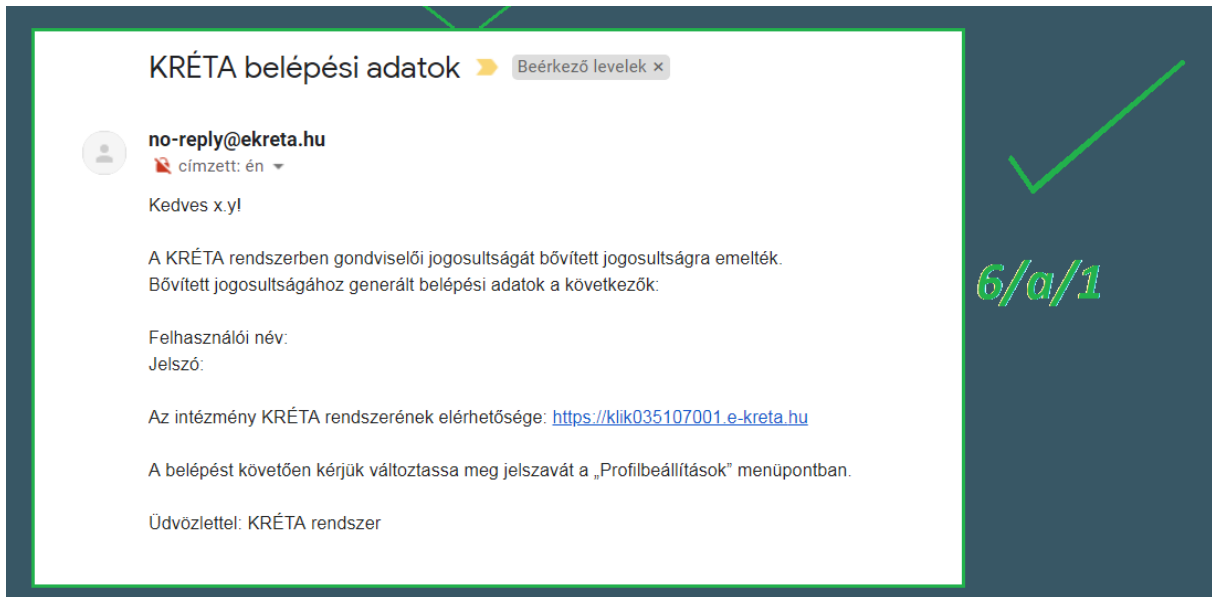 KRÉTA belépési adatok
Beérkező levelek ×
no-reply@ekreta.hu
címzett: én
Kedves x.y!
A KRÉTA rendszerben gondviselői jogosultságát bővített jogosultságra emelték.
Bővített jogosultságához generált belépési adatok a következők:
6/a/1
Felhasználói név:
Jelszó:
Az intézmény KRÉTA rendszerének elérhetősége: https://klik035107001.e-kreta.hu
A belépést követően kérjük változtassa meg jelszavát a „Profilbeállítások” menüpontban.
Üdvözlettel: KRÉTA rendszer